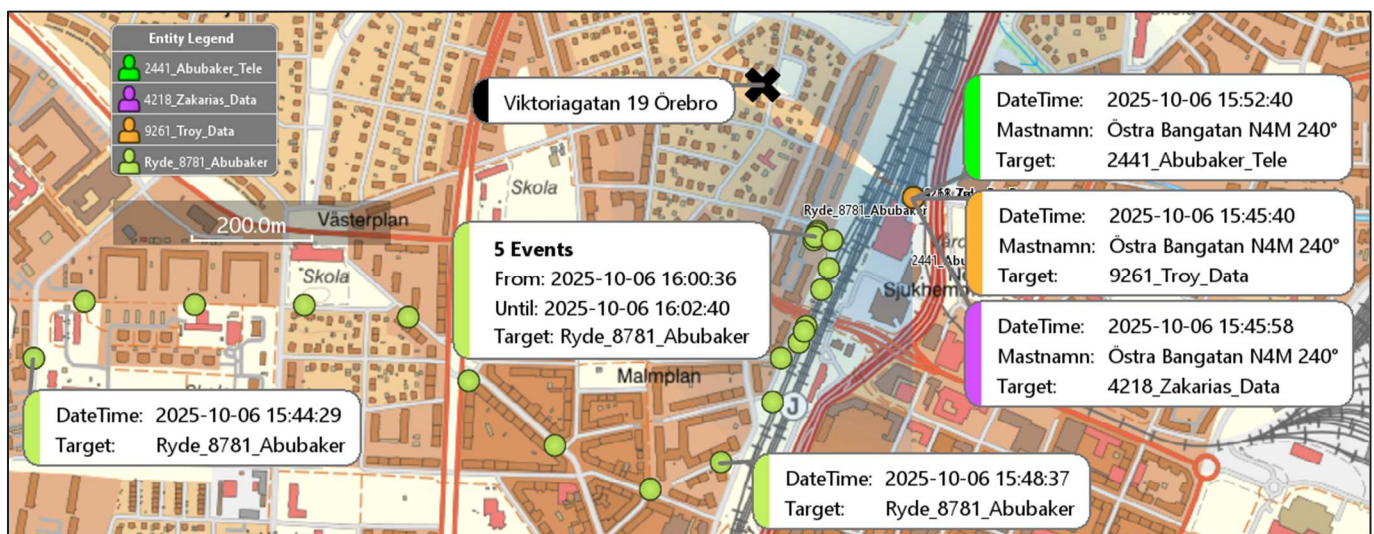 Entity Legend
2441_Abubaker_Tele
4218_Zakarias_Data
9261_Troy_Data
Ryde_8781_Abubaker
200.0m
Viktoriagatan 19 Örebro
Skola
Västerplan
Skola
5 Events
From: 2025-10-06 16:00:36
Until: 2025-10-06 16:02:40
Target: Ryde_8781_Abubaker
Ryde_8781_Abubaker
DateTime: 2025-10-06 15:52:40
Mastnamn: Östra Bangatan N4M 240°
Target: 2441_Abubaker_Tele
DateTime: 2025-10-06 15:45:40
Mastnamn: Östra Bangatan N4M 240°
Target: 9261_Troy_Data
DateTime: 2025-10-06 15:45:58
Mastnamn: Östra Bangatan N4M 240°
Target: 4218_Zakarias_Data
Sjukhem
Malmplan
J
DateTime: 2025-10-06 15:44:29
Target: Ryde_8781_Abubaker
DateTime: 2025-10-06 15:48:37
Target: Ryde_8781_Abubaker